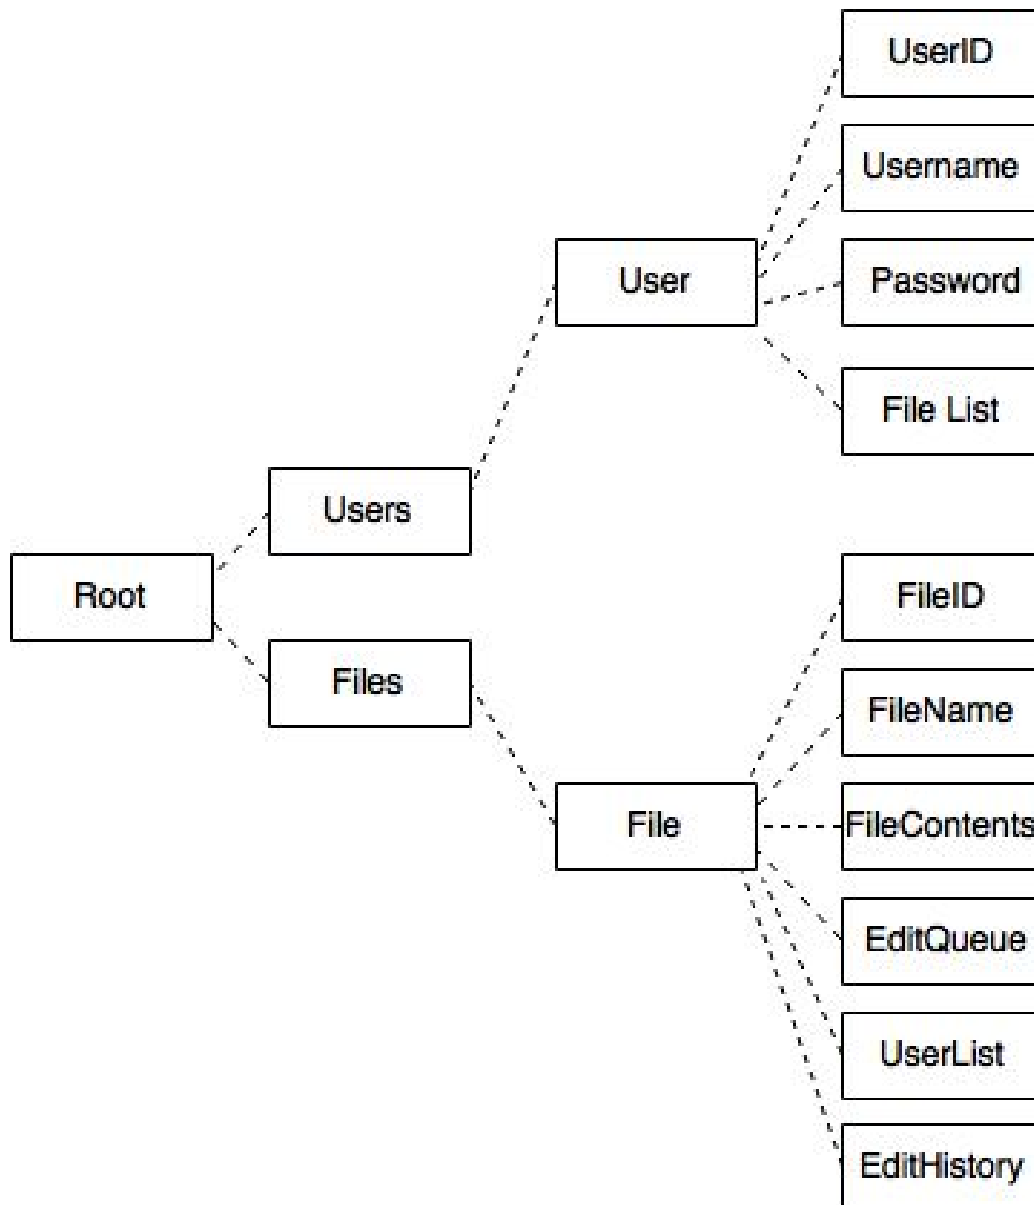 UserID
Username
User
Password
File List
Users
Root
FileID
Files
FileName
File
FileContents
EditQueue
UserList
EditHistory